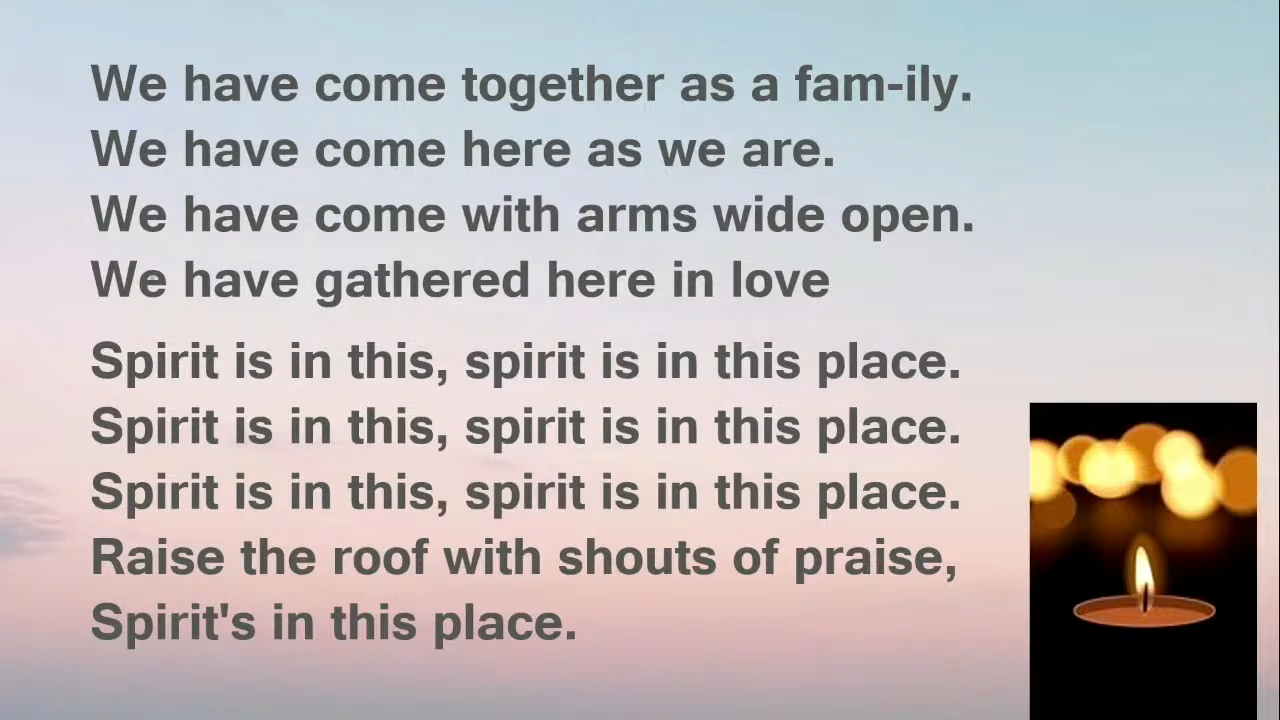 We have come together as a fam-ily.
We have come here as we are.
We have come with arms wide open.
We have gathered here in love
Spirit is in this, spirit is in this place.
Spirit is in this, spirit is in this place.
Spirit is in this, spirit is in this place.
Raise the roof with shouts of praise,
Spirit's in this place.